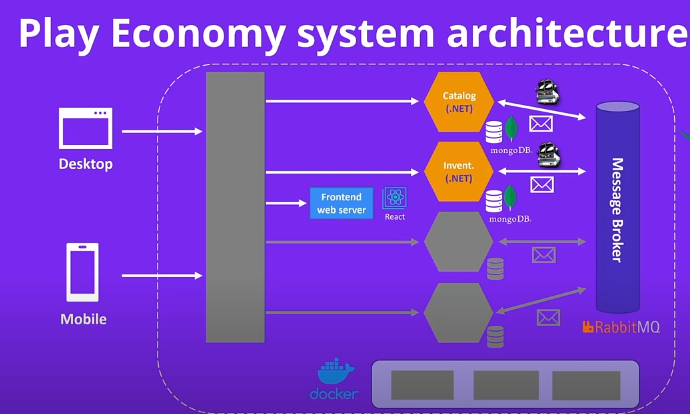 Play Economy system architecture
Catalog
(.NET)
mongoDB.
Desktop
Invent.
(.NET)
mongoDB.
Frontend
web server
React
Message Broker
Mobile
RabbitMQ
docker